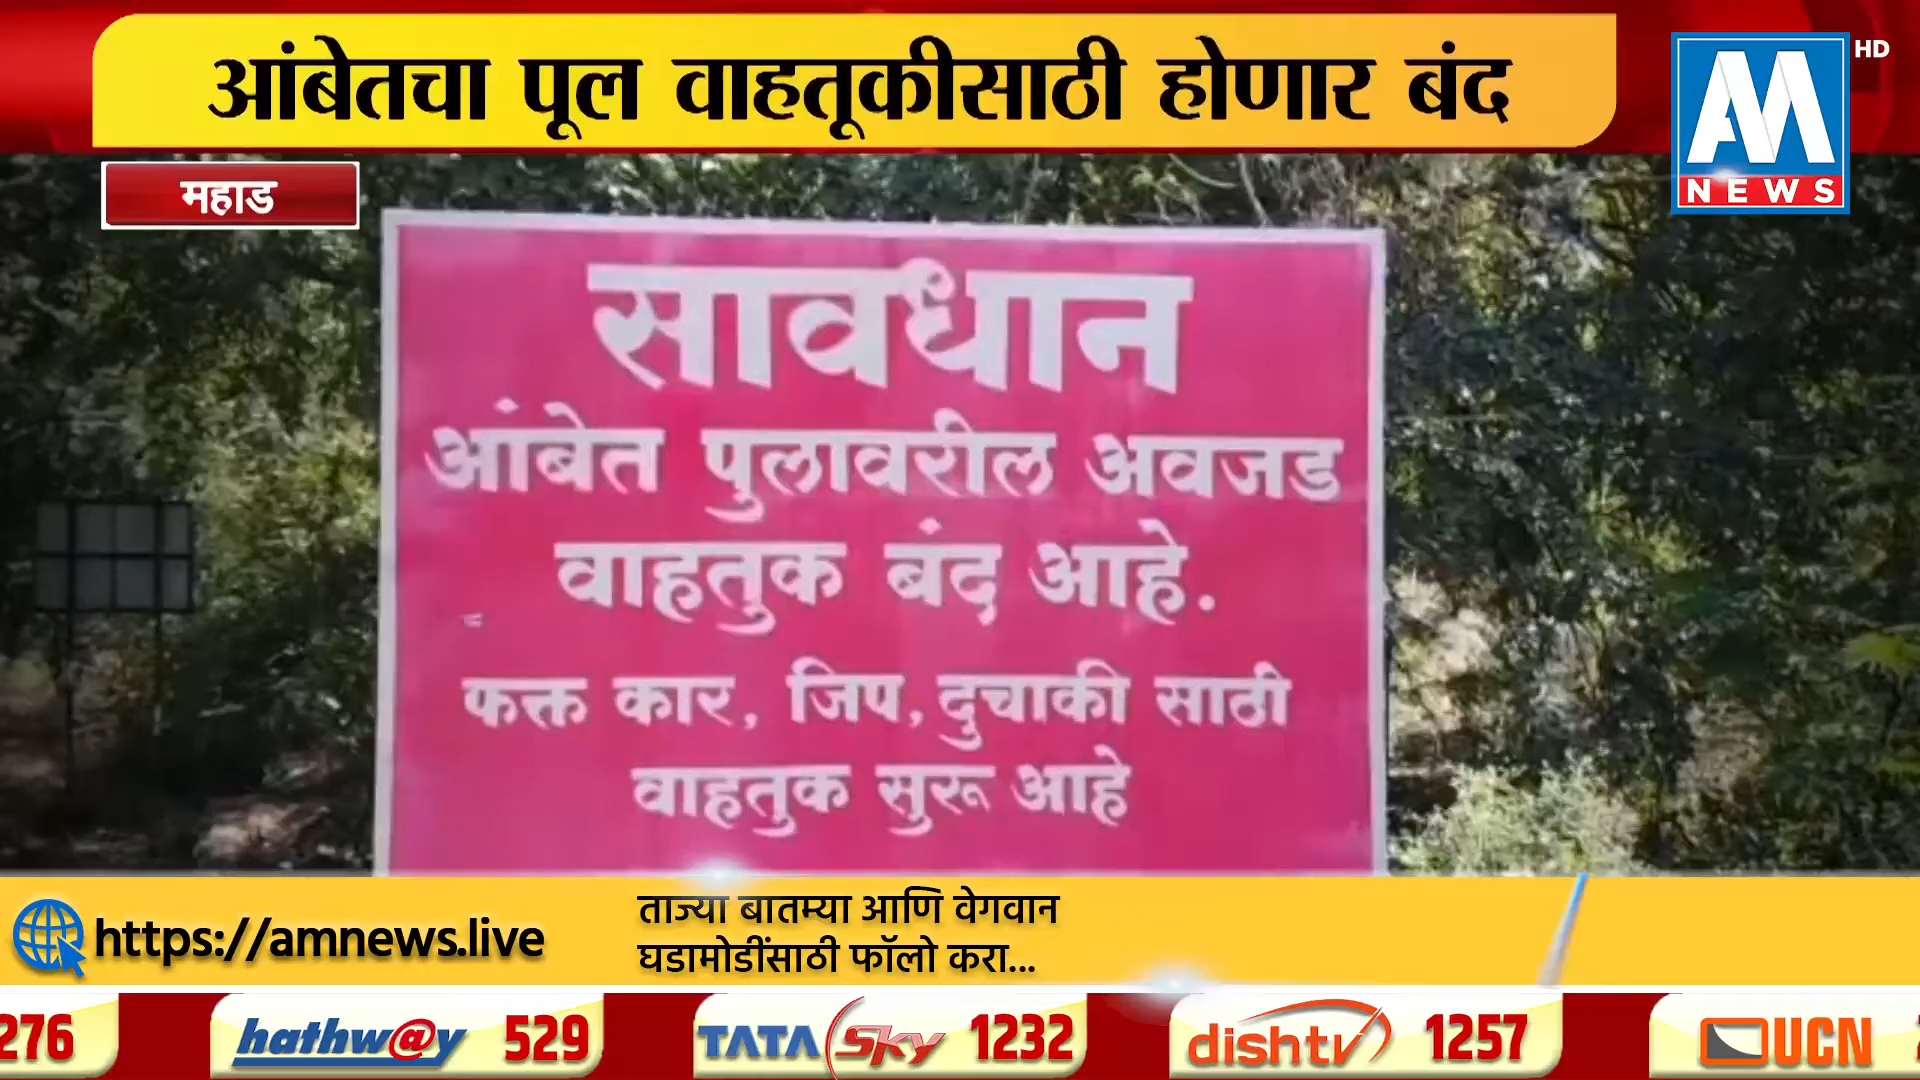 आंबेतचा पूल वाहतूकीसाठी होणार बंद
HD
AM
NEWS
महाड
सावधान
आंबेत पुलावरील अवजड
वाहतुक बंद आहे.
फक्त कार, जिप, दुचाकी साठी
वाहतुक सुरू आहे
https://amnews.live
ताज्या बातम्या आणि वेगवान
घडामोडींसाठी फॉलो करा...
276
hathw@y 529
TATA Sky 1232
dishtv 1257
UCN